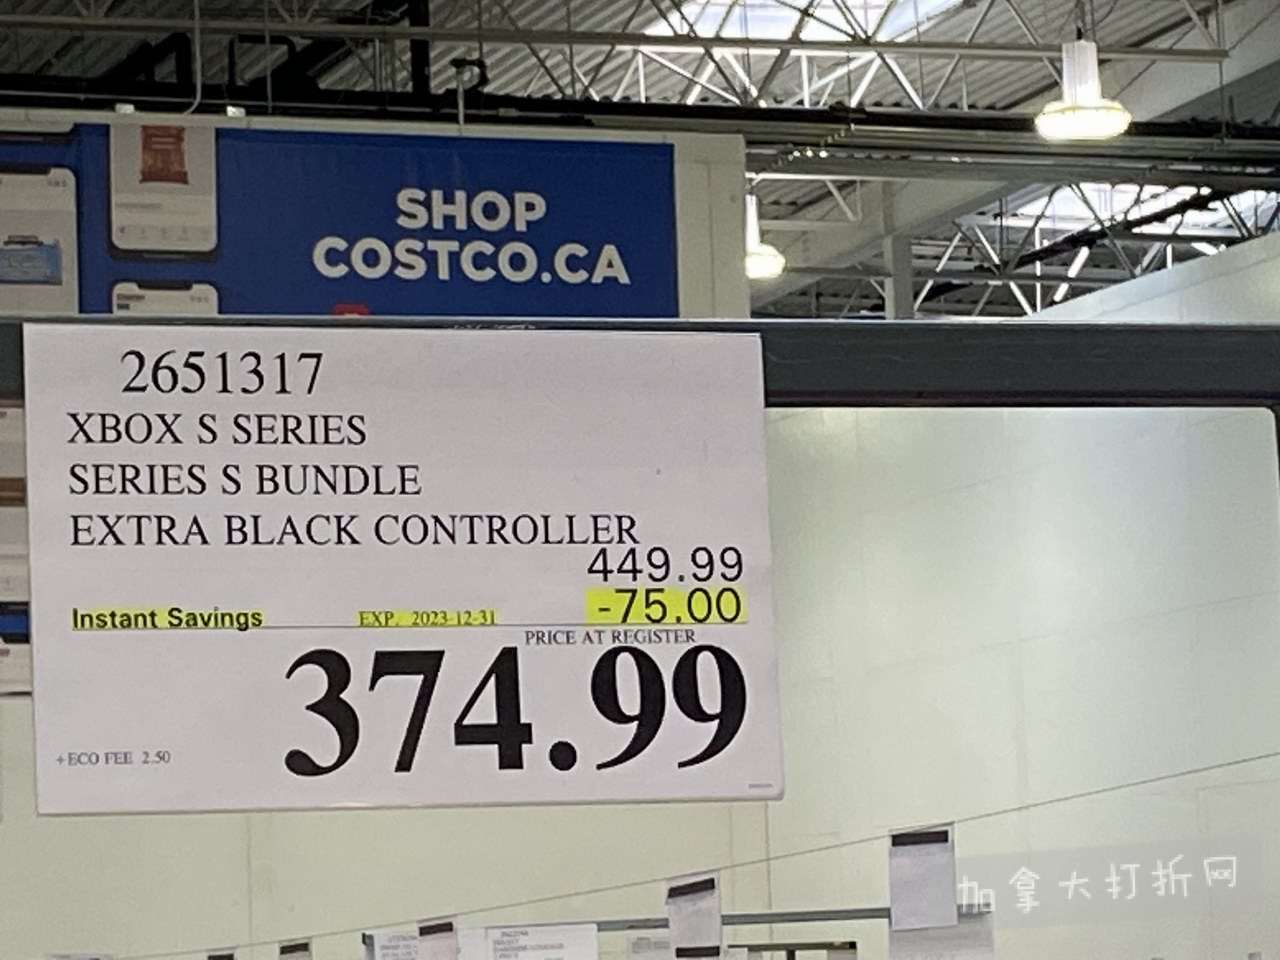 SHOP
COSTCO.CA
2651317
XBOX S SERIES
SERIES S BUNDLE
EXTRA BLACK CONTROLLER
449.99
Instant Savings EXP. 2023-12-31 -75.00
PRICE AT REGISTER
374.99
+ECO FEE 2.50
加拿大打折网